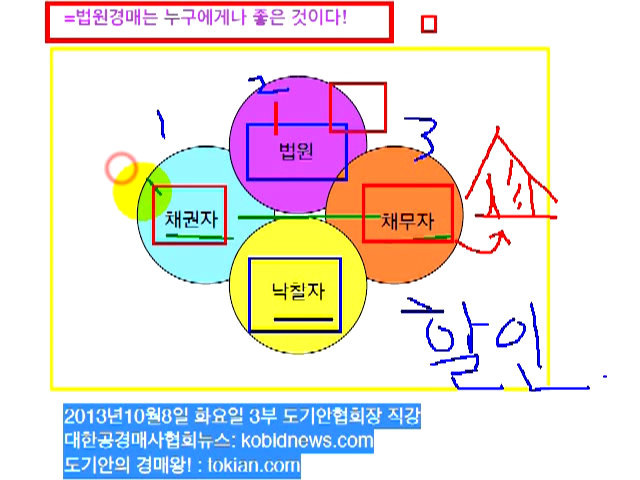 =법원경매는 누구에게나 좋은 것이다!
2
1
법원
3
채권자
채무자
낙찰자
할인
2013년10월8일 화요일 3부 도기안협회장 직강
대한공경매사협회뉴스: kobidnews.com
도기안의 경매왕! : tokian.com